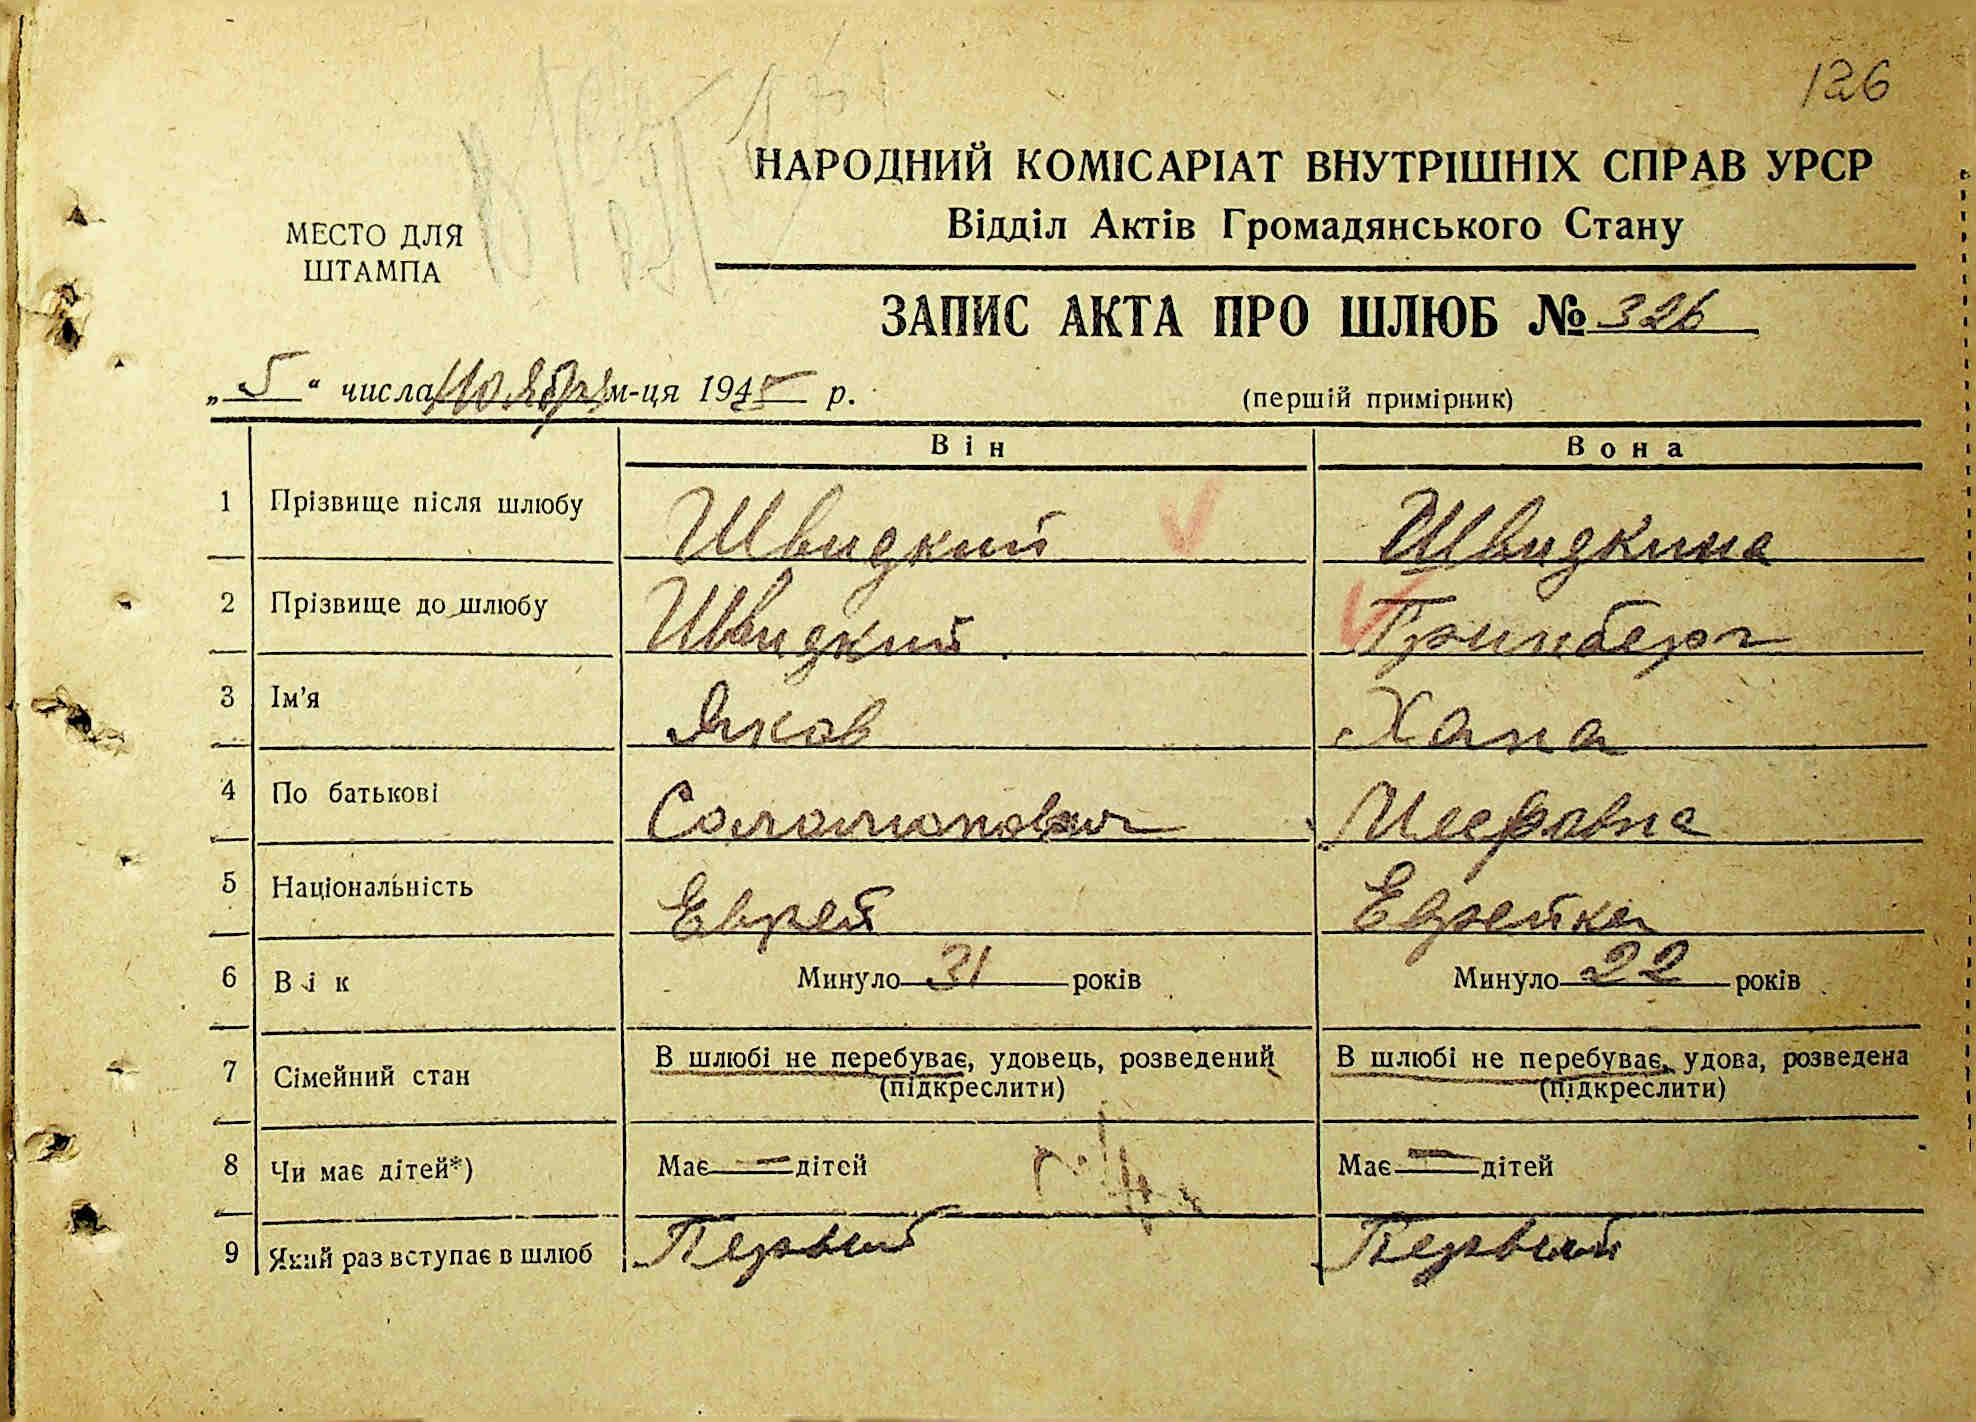 126
НАРОДНИЙ КОМІСАРІАТ ВНУТРІШНІХ СПРАВ УРСР
Відділ Актів Громадянського Стану
МЕСТО ДЛЯ
ШТАМПА
ЗАПИС АКТА ПРО ШЛЮБ № 326
„ 5 “ числа Ноября м-ця 1945 р.
(першій примірник)
Він Вона
1 Прізвище після шлюбу Швидкий Швидкина
2 Прізвище до шлюбу Швидкий Гринберг
3 Ім'я Яков Хана
4 По батькові Соломонович Иосефовна
5 Національність Еврей Еврейка
6 Вік Минуло 31 років Минуло 22 років
7 Сімейний стан В шлюбі не перебуває, удовець, розведений В шлюбі не перебуває, удова, розведена
(підкреслити) (підкреслити)
8 Чи має дітей*) Має — дітей Має — дітей
9 Який раз вступає в шлюб Первый Первый